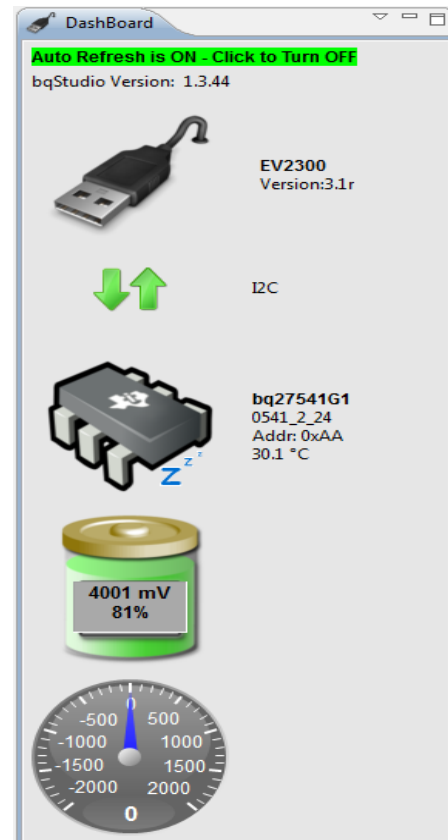 DashBoard
Auto Refresh is ON - Click to Turn OFF
bqStudio Version: 1.3.44
EV2300
Version:3.1r
I2C
bq27541G1
0541_2_24
Addr: 0xAA
30.1 °C
z z z
4001 mV
81%
0
-500 500
-1000 1000
-1500 1500
-2000 2000
0